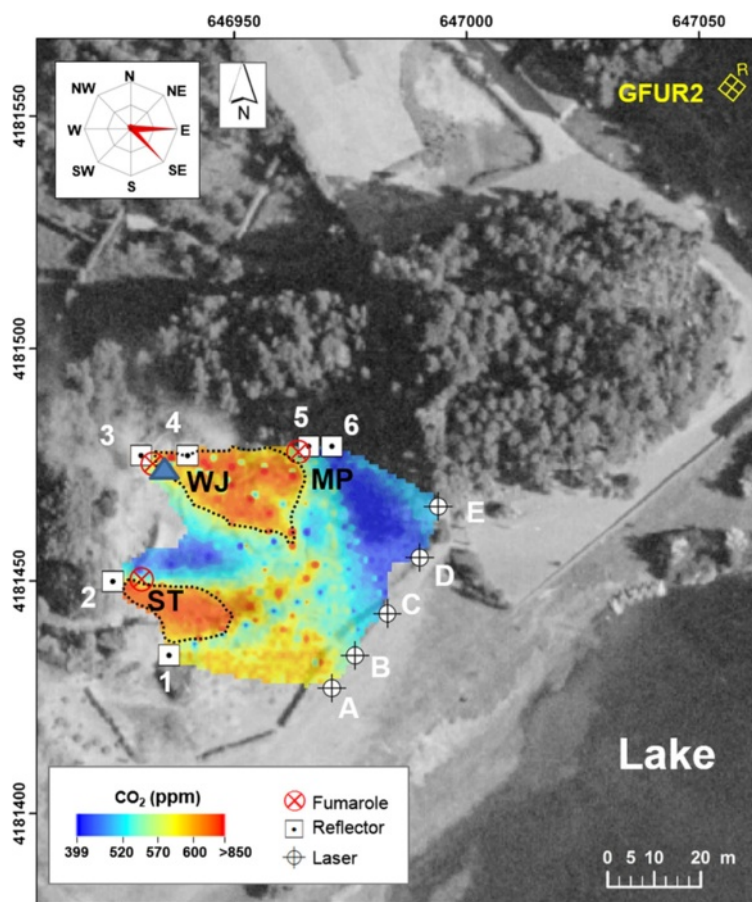 646950
647000
647050
4181550
4181500
4181450
4181400
N
NE
E
SE
S
SW
W
NW
N
GFUR2
R
3
4
5
6
WJ
MP
E
D
2
ST
C
B
1
A
Lake
CO₂ (ppm)
399
520
570
600
>850
Fumarole
Reflector
Laser
0 5 10 20 m